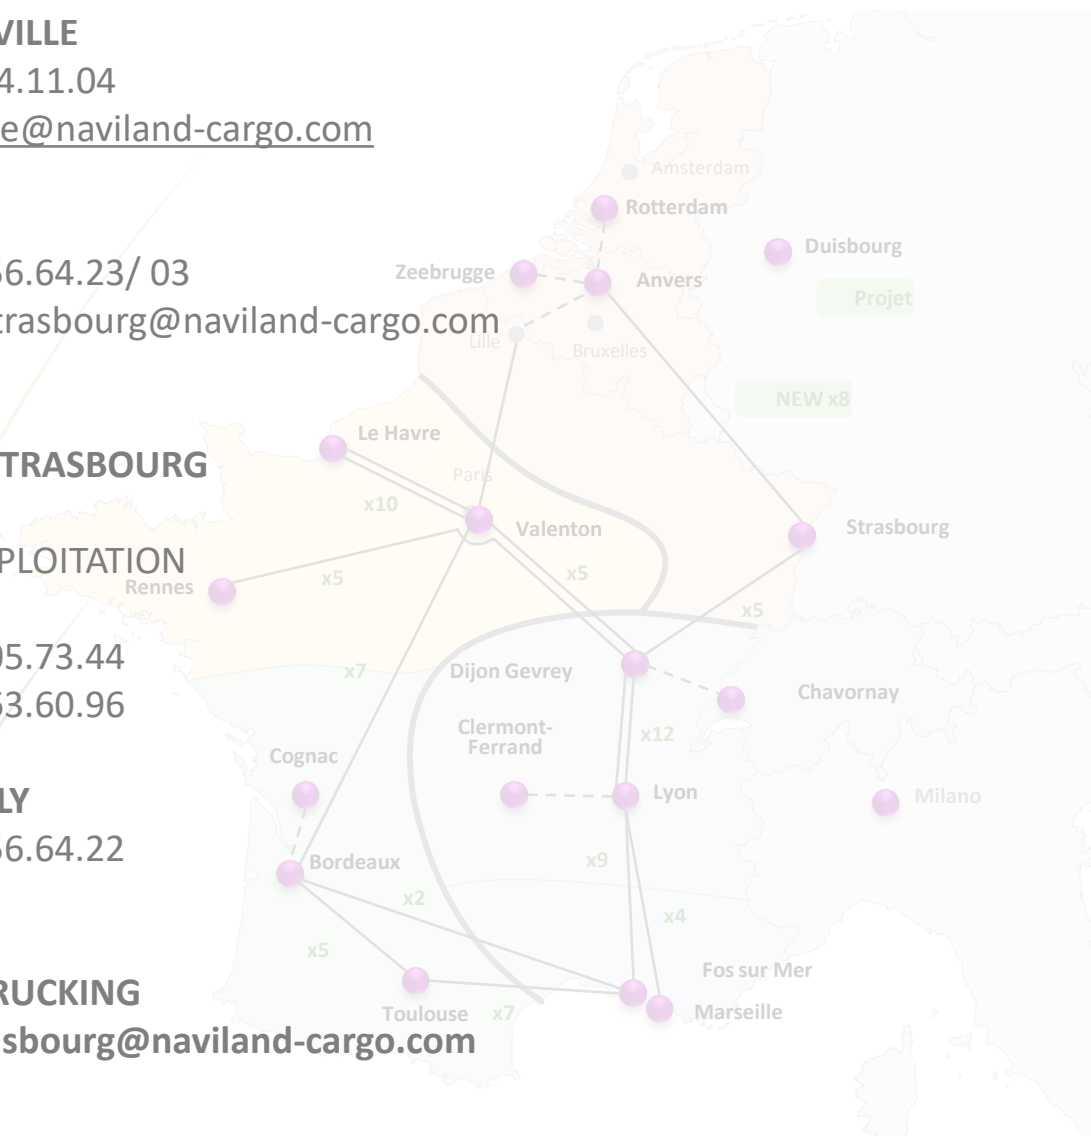 VILLE
4.11.04
e@naviland-cargo.com
Amsterdam
Rotterdam
Duisbourg
56.64.23/ 03
Zeebrugge
Anvers
Projet
trasbourg@naviland-cargo.com
Lille
Bruxelles
NEW x8
Le Havre
TRASBOURG
Paris
x10
Valenton
Strasbourg
PLOITATION
Rennes
x5
x5
x5
05.73.44
x7
Dijon Gevrey
63.60.96
Chavornay
Clermont-
Ferrand
x12
Cognac
LY
Lyon
Milano
56.64.22
Bordeaux
x9
x2
x4
x5
Fos sur Mer
RUCKING
Toulouse
x7
Marseille
sbourg@naviland-cargo.com